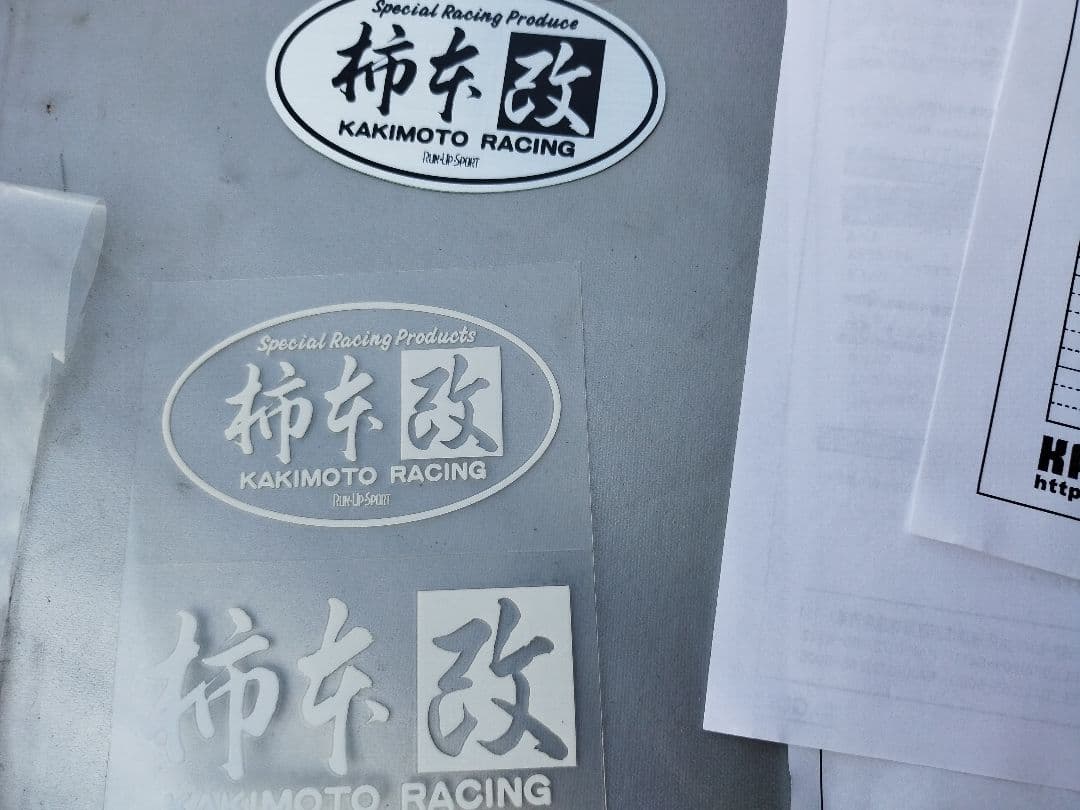 Special Racing Produce
柿本改
KAKIMOTO RACING
RUN-UP-SPORT
Special Racing Products
柿本改
KAKIMOTO RACING
RUN-UP-SPORT
柿本改
KAKIMOTO RACING
http